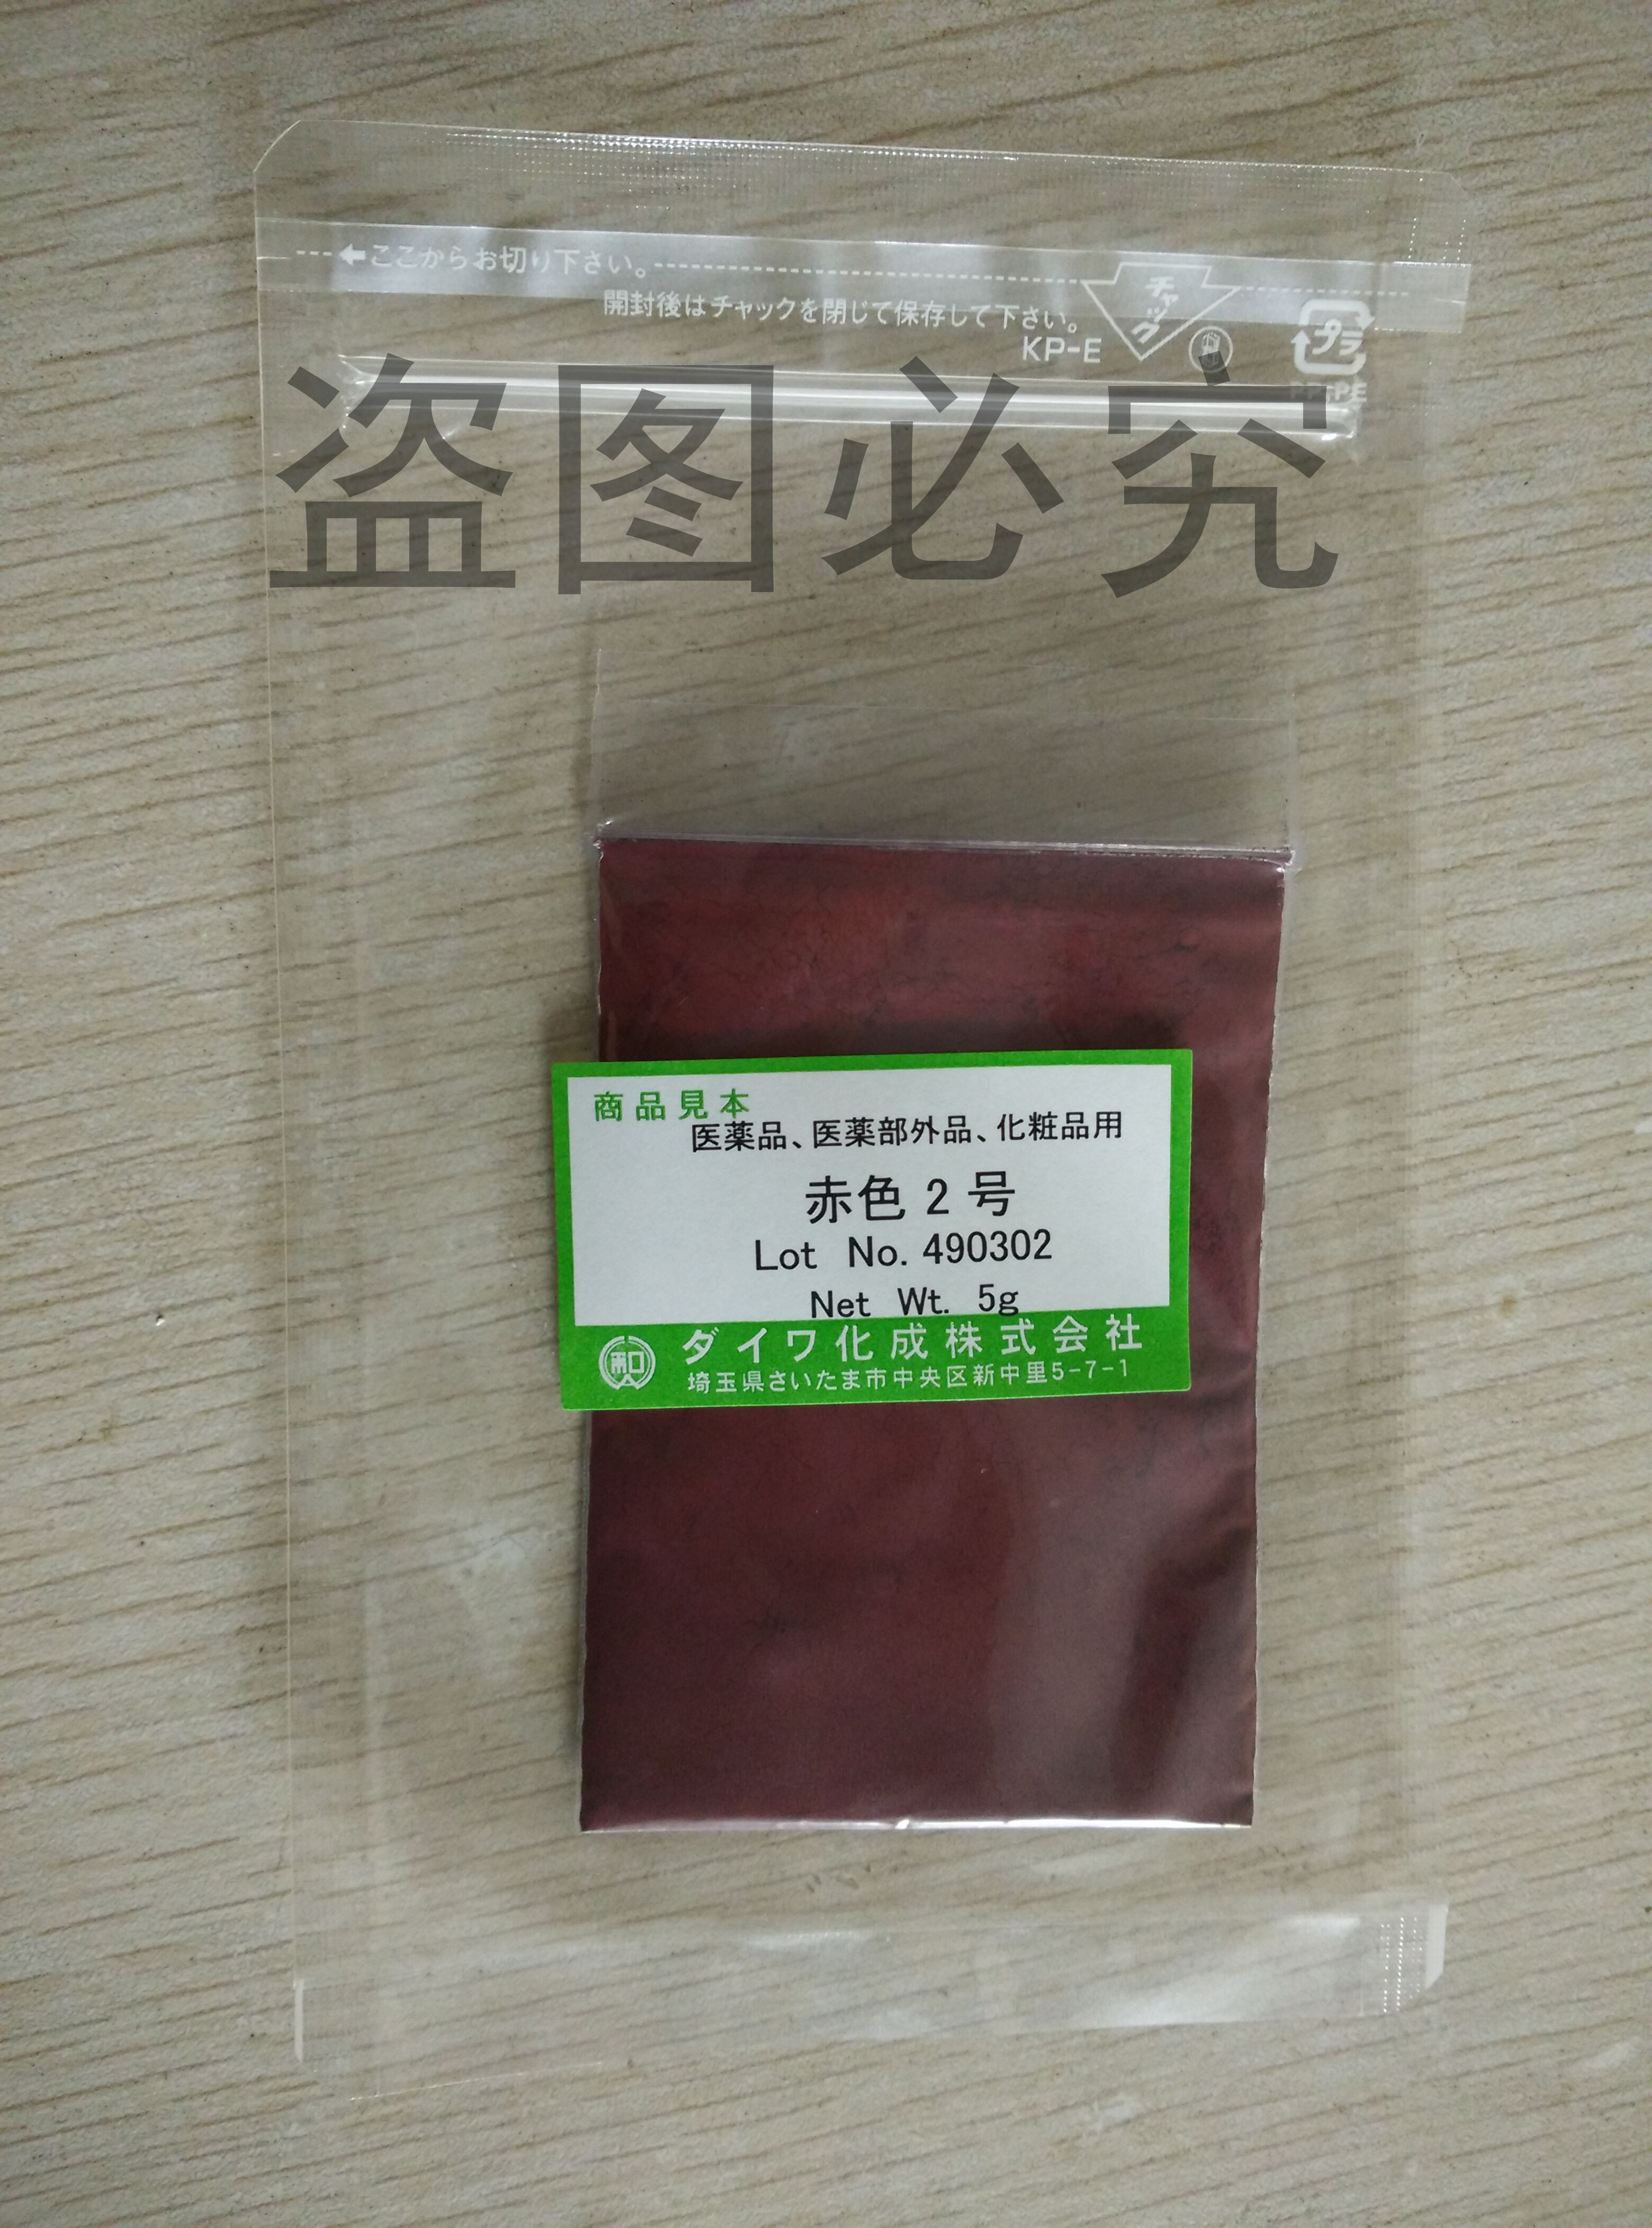 ここからお切り下さい。
開封後はチャックを閉じて保存して下さい。
チャック
KP-E
プラ
PP・PE
盗图必究
商品見本
医薬品、医薬部外品、化粧品用
赤色 2 号
Lot No. 490302
Net Wt. 5g
和
ダイワ化成株式会社
埼玉県さいたま市中央区新中里5-7-1